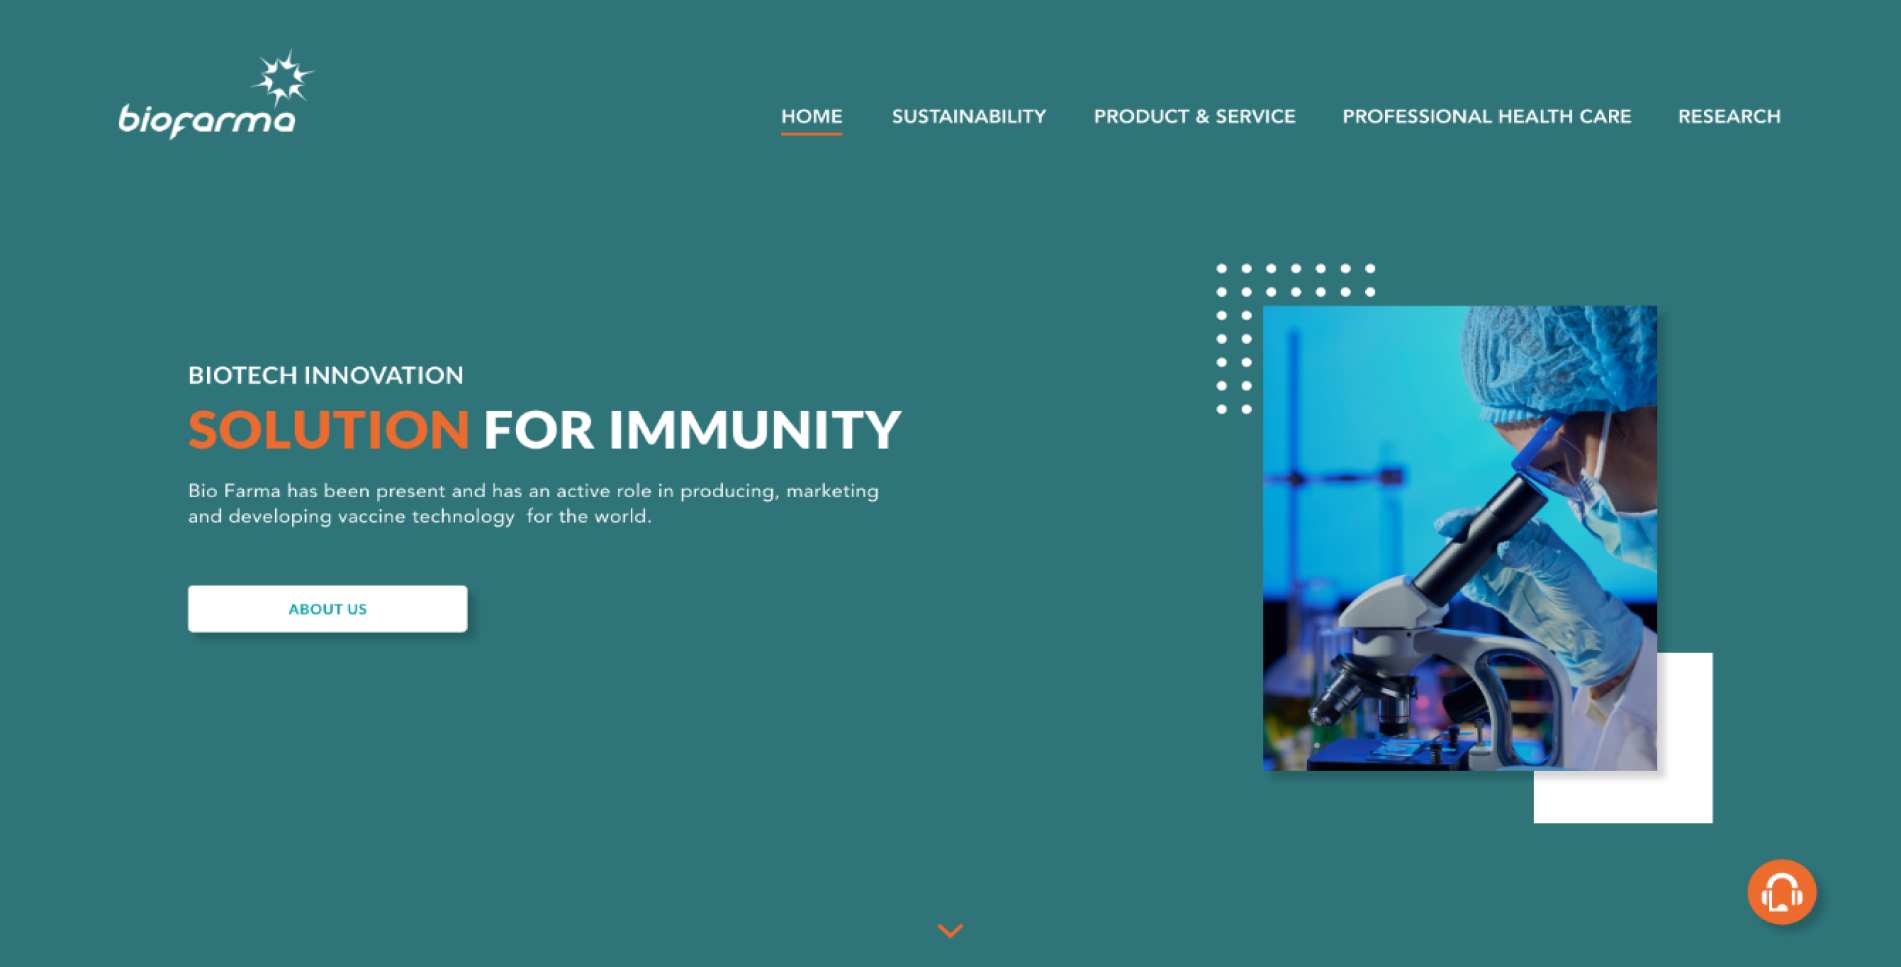 biofarma
HOME
SUSTAINABILITY
PRODUCT & SERVICE
PROFESSIONAL HEALTH CARE
RESEARCH
BIOTECH INNOVATION
SOLUTION FOR IMMUNITY
Bio Farma has been present and has an active role in producing, marketing
and developing vaccine technology  for the world.
ABOUT US